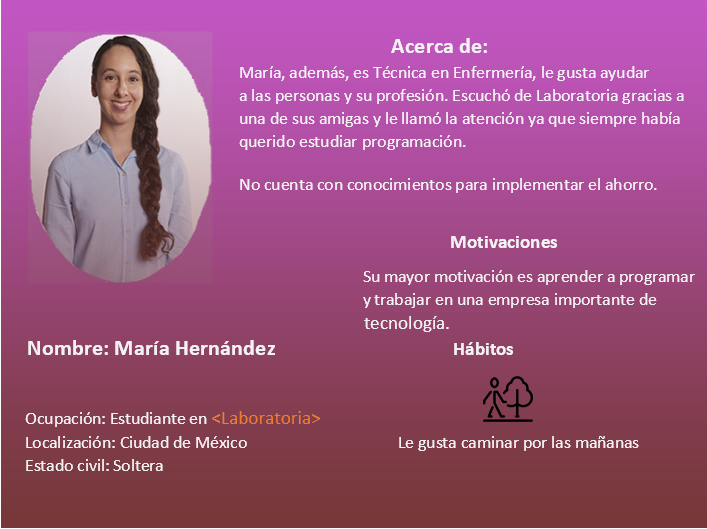 Acerca de:
María, además, es Técnica en Enfermería, le gusta ayudar
a las personas y su profesión. Escuchó de Laboratoria gracias a
una de sus amigas y le llamó la atención ya que siempre había
querido estudiar programación.
No cuenta con conocimientos para implementar el ahorro.
Motivaciones
Su mayor motivación es aprender a programar
y trabajar en una empresa importante de
tecnología.
Nombre: María Hernández
Hábitos
Ocupación: Estudiante en <Laboratoria>
Localización: Ciudad de México
Estado civil: Soltera
Le gusta caminar por las mañanas